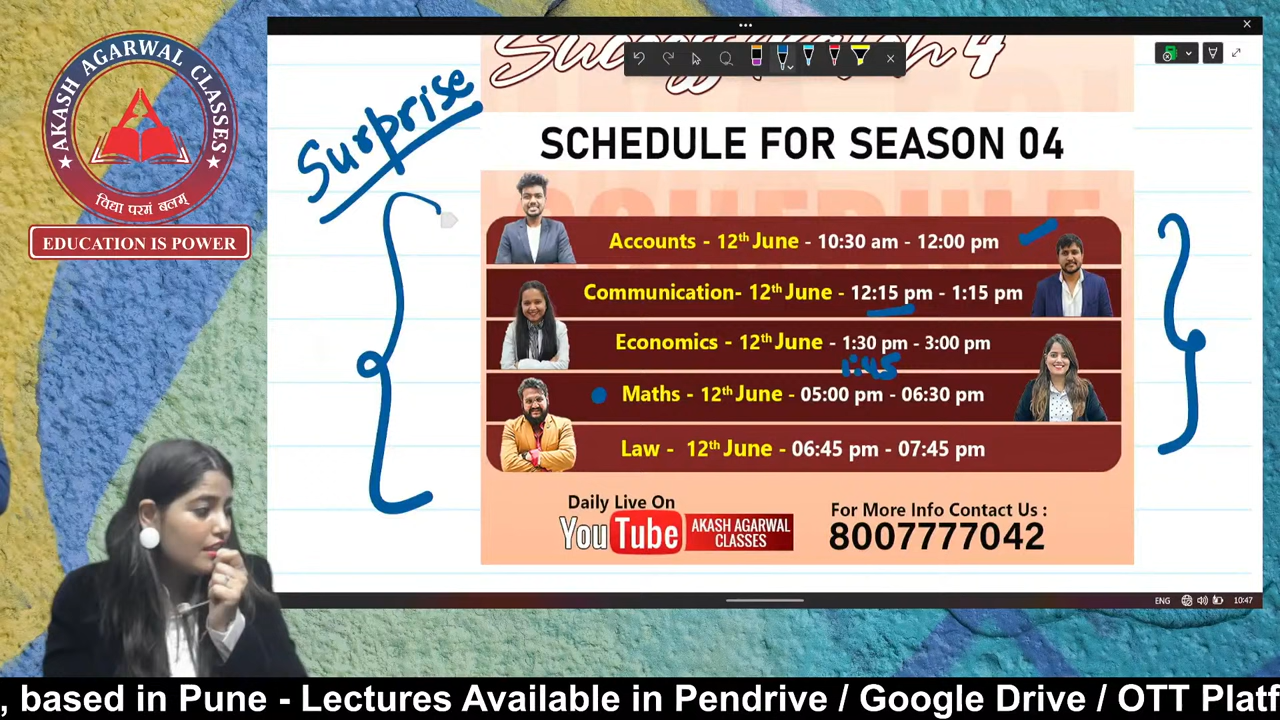 AKASH AGARWAL CLASSES
विद्या परमं बलम्
EDUCATION IS POWER
Surprise
4
SCHEDULE FOR SEASON 04
Accounts - 12th June - 10:30 am - 12:00 pm
Communication- 12th June - 12:15 pm - 1:15 pm
Economics - 12th June - 1:30 pm - 3:00 pm
1:45
Maths - 12th June - 05:00 pm - 06:30 pm
Law - 12th June - 06:45 pm - 07:45 pm
Daily Live On
YouTube
AKASH AGARWAL
CLASSES
For More Info Contact Us :
8007777042
ENG
10:47
, based in Pune - Lectures Available in Pendrive / Google Drive / OTT Platf